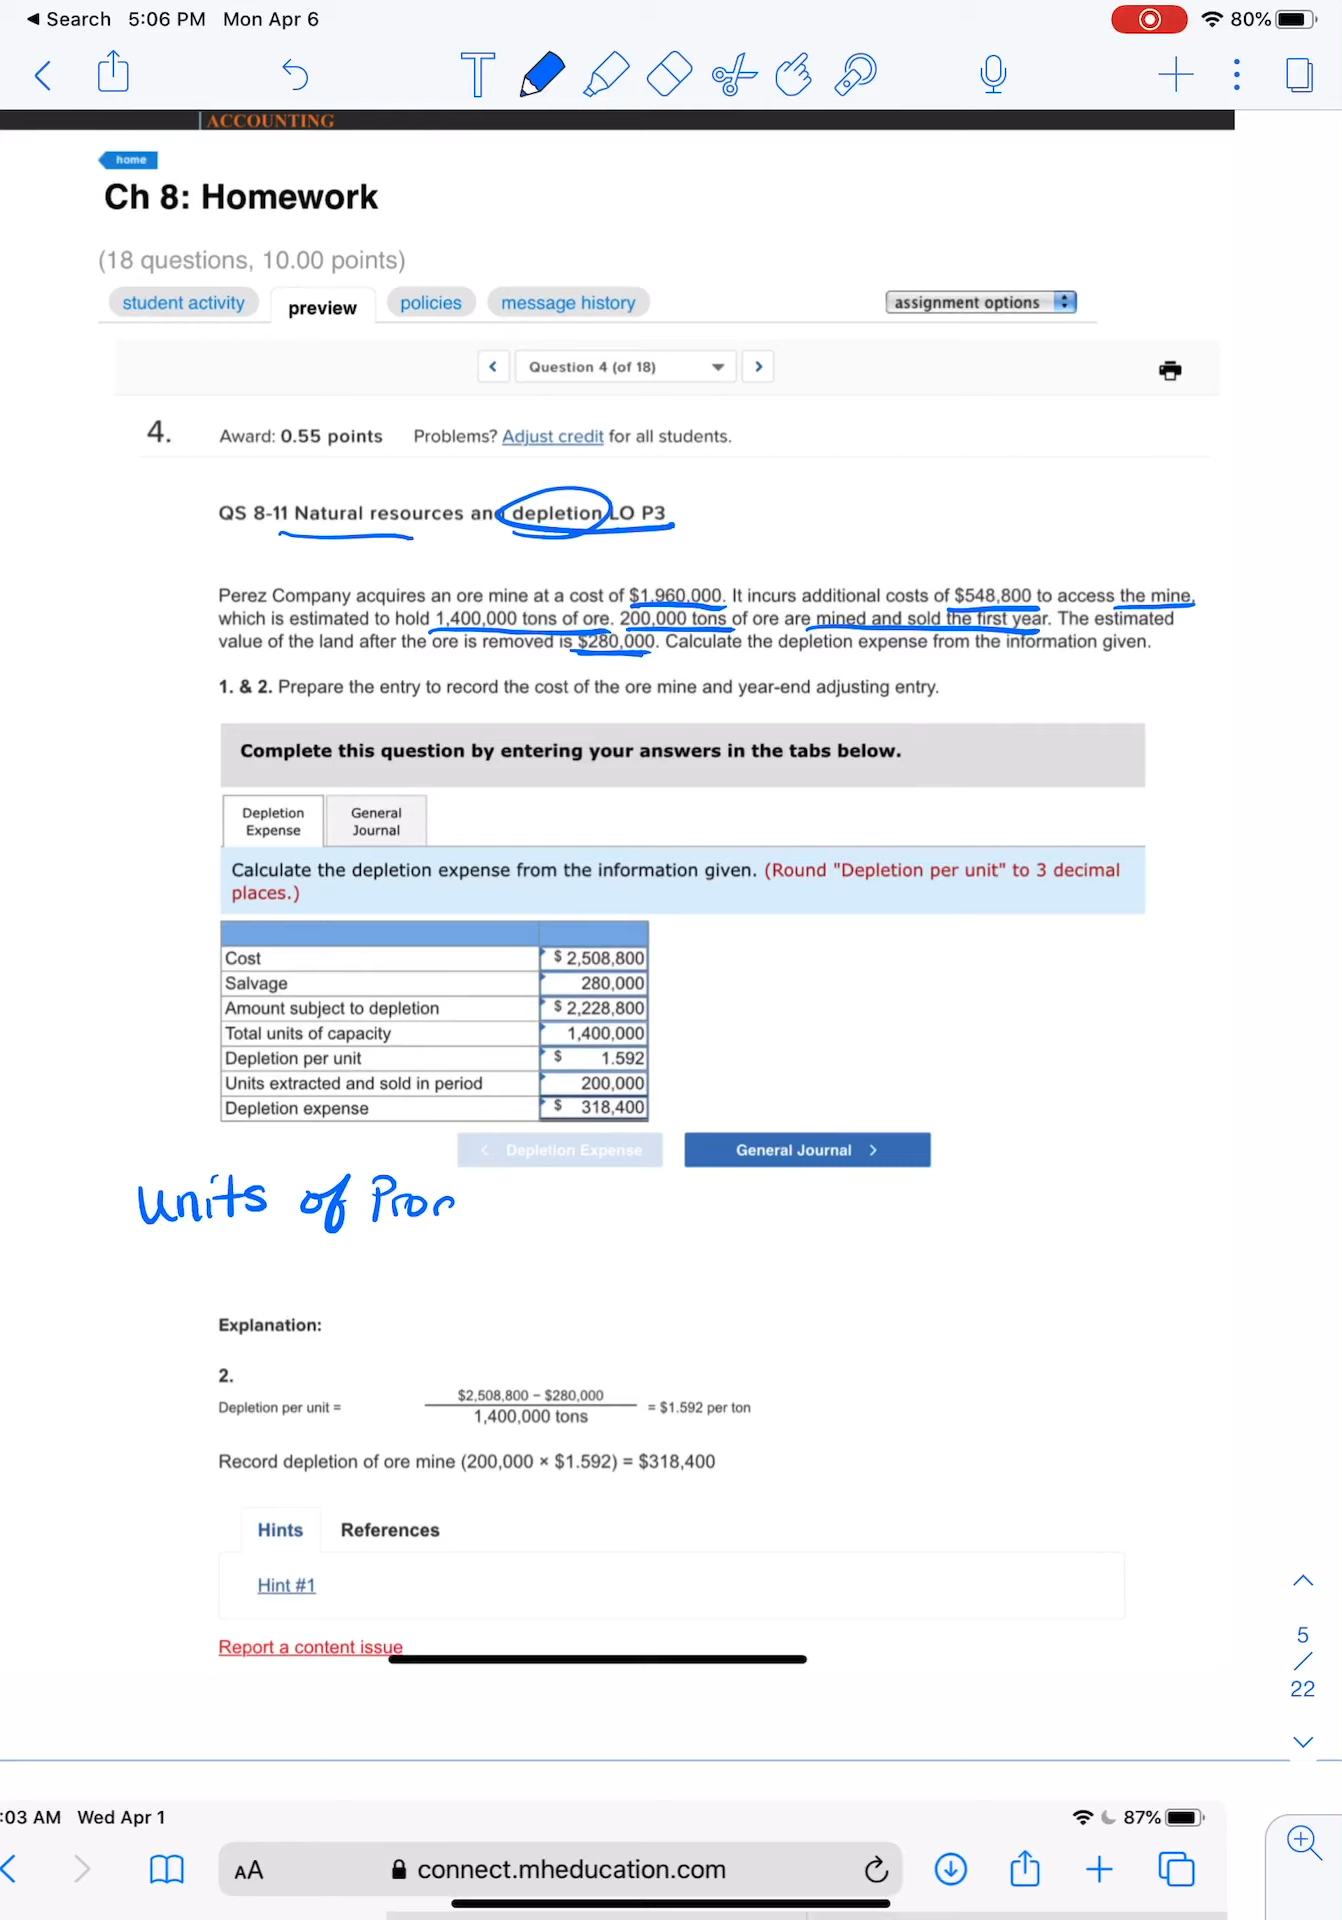 Search 5:06 PM Mon Apr 6 80%
T
ACCOUNTING
home
Ch 8: Homework
(18 questions, 10.00 points)
student activity preview policies message history assignment options
Question 4 (of 18)
4. Award: 0.55 points Problems? Adjust credit for all students.
QS 8-11 Natural resources and depletion LO P3
Perez Company acquires an ore mine at a cost of $1,960,000. It incurs additional costs of $548,800 to access the mine,
which is estimated to hold 1,400,000 tons of ore. 200,000 tons of ore are mined and sold the first year. The estimated
value of the land after the ore is removed is $280,000. Calculate the depletion expense from the information given.
1. & 2. Prepare the entry to record the cost of the ore mine and year-end adjusting entry.
Complete this question by entering your answers in the tabs below.
Depletion Expense General Journal
Calculate the depletion expense from the information given. (Round "Depletion per unit" to 3 decimal
places.)
Cost $ 2,508,800
Salvage 280,000
Amount subject to depletion $ 2,228,800
Total units of capacity 1,400,000
Depletion per unit $ 1.592
Units extracted and sold in period 200,000
Depletion expense $ 318,400
< Depletion Expense General Journal >
units of Pror
Explanation:
2.
Depletion per unit = $2,508,800 – $280,000 / 1,400,000 tons = $1.592 per ton
Record depletion of ore mine (200,000 × $1.592) = $318,400
Hints References
Hint #1
Report a content issue
5
/
22
:03 AM Wed Apr 1 87%
AA connect.mheducation.com